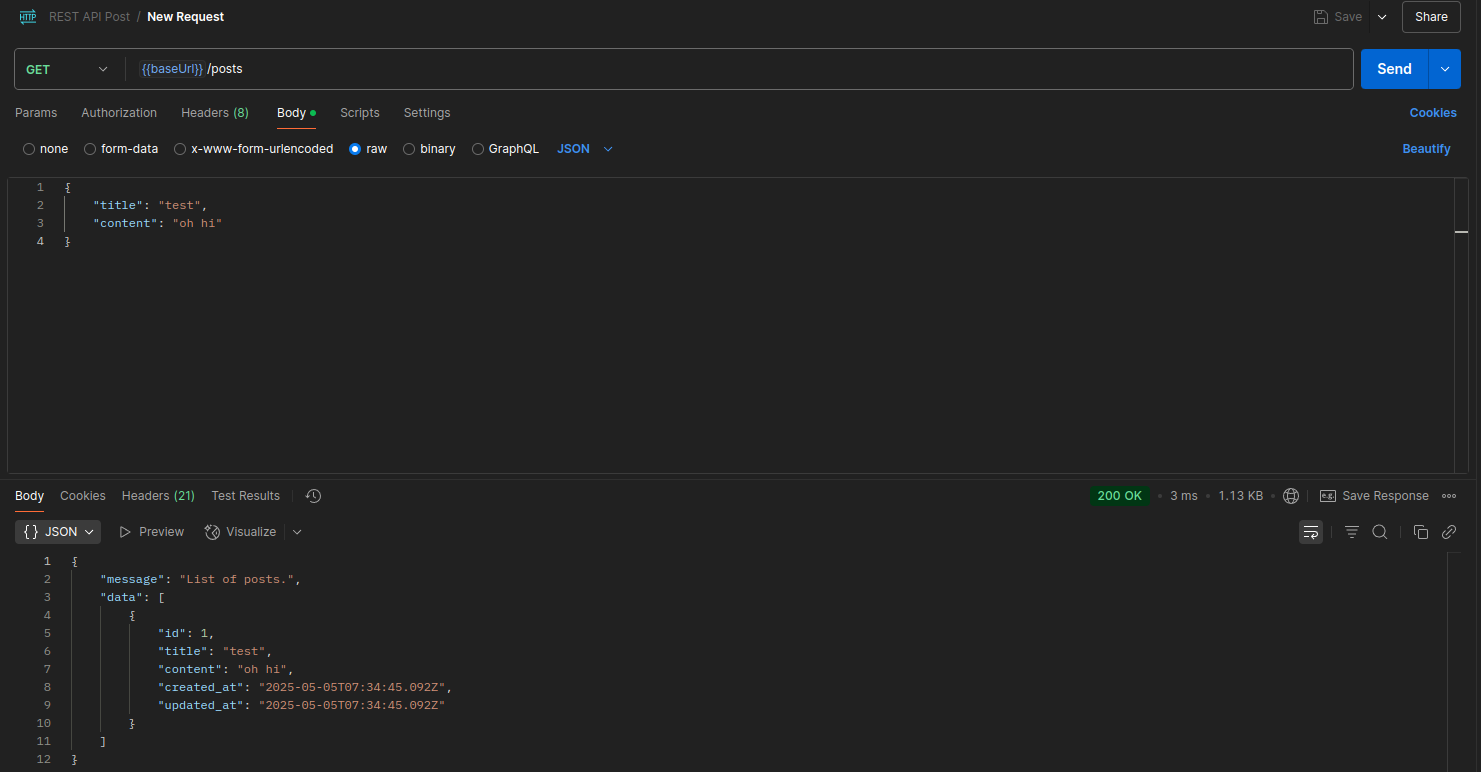 HTTP REST API Post / New Request Save Share
GET {{baseUrl}} /posts Send
Params Authorization Headers (8) Body Scripts Settings Cookies
none form-data x-www-form-urlencoded raw binary GraphQL JSON Beautify
1 {
2 "title": "test",
3 "content": "oh hi"
4 }
Body Cookies Headers (21) Test Results 200 OK • 3 ms • 1.13 KB • e.g. Save Response
{} JSON Preview Visualize
1 {
2 "message": "List of posts.",
3 "data": [
4 {
5 "id": 1,
6 "title": "test",
7 "content": "oh hi",
8 "created_at": "2025-05-05T07:34:45.092Z",
9 "updated_at": "2025-05-05T07:34:45.092Z"
10 }
11 ]
12 }